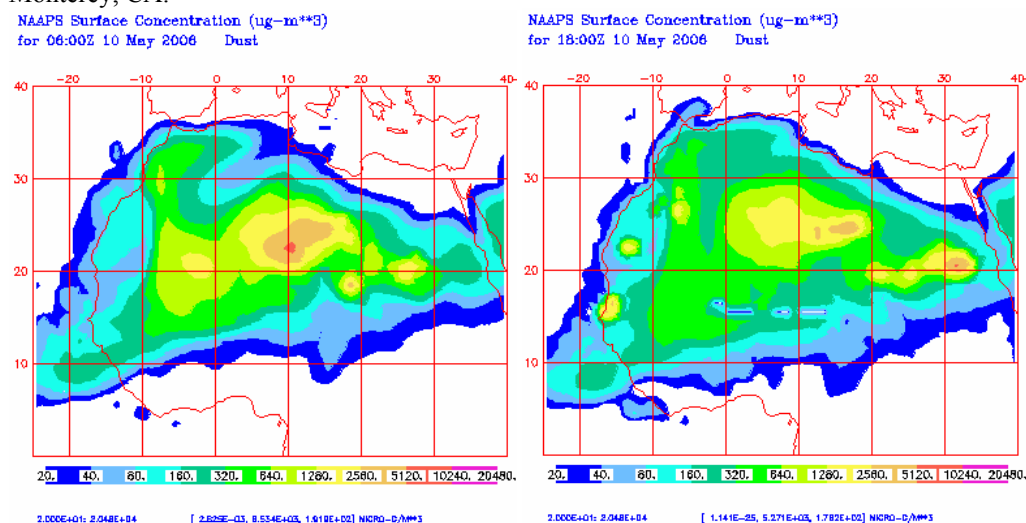 Monterey, CA.
NAAPS Surface Concentration (ug-m**3)
for 06:00Z 10 May 2006 Dust
-20 -10 0 10 20 30 40
40
30
20
10
20. 40. 80. 160. 320. 640. 1280. 2560. 5120. 10240. 20480.
2.000E+01: 2.048E+04 [ 2.625E-03, 8.534E+03, 1.919E+02] MICRO-G/M**3
NAAPS Surface Concentration (ug-m**3)
for 18:00Z 10 May 2006 Dust
-20 -10 0 10 20 30 40
40
30
20
10
20. 40. 80. 160. 320. 640. 1280. 2560. 5120. 10240. 20480.
2.000E+01: 2.048E+04 [ 1.141E-25, 5.271E+03, 1.782E+02] MICRO-G/M**3